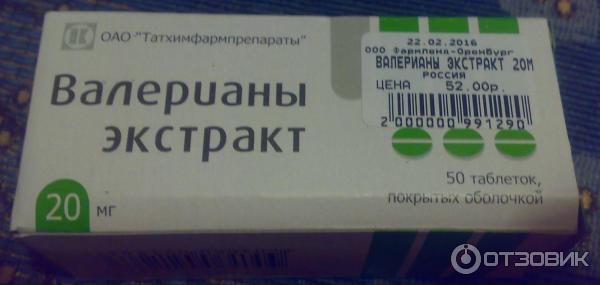 ОАО "Татхимфармпрепараты"
Валерианы
экстракт
20 мг
22.02.2016
ООО Фармленд-Оренбург
ВАЛЕРИАНЫ ЭКСТРАКТ 20М
РОССИЯ
ЦЕНА 52.00р.
2 000000 991290
50 таблеток,
покрытых оболочкой
ОТЗОВИК